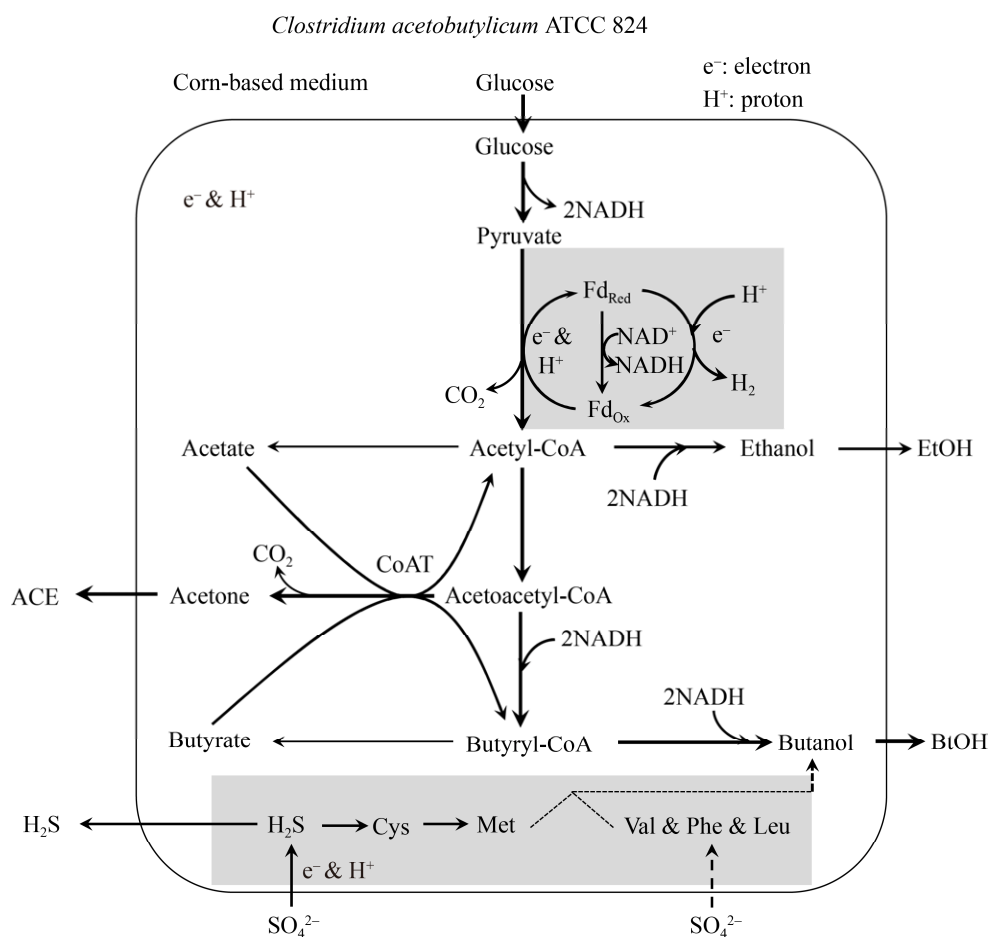 Clostridium acetobutylicum ATCC 824
Corn-based medium
Glucose
e⁻: electron
H⁺: proton
Glucose
e⁻ & H⁺
2NADH
Pyruvate
Fd_Red
H⁺
e⁻ &
H⁺
NAD⁺
NADH
e⁻
H₂
CO₂
Fd_Ox
Acetate
Acetyl-CoA
Ethanol
EtOH
2NADH
CO₂
CoAT
ACE
Acetone
Acetoacetyl-CoA
2NADH
2NADH
Butyrate
Butyryl-CoA
Butanol
BtOH
H₂S
H₂S
Cys
Met
Val & Phe & Leu
e⁻ & H⁺
SO₄²⁻
SO₄²⁻